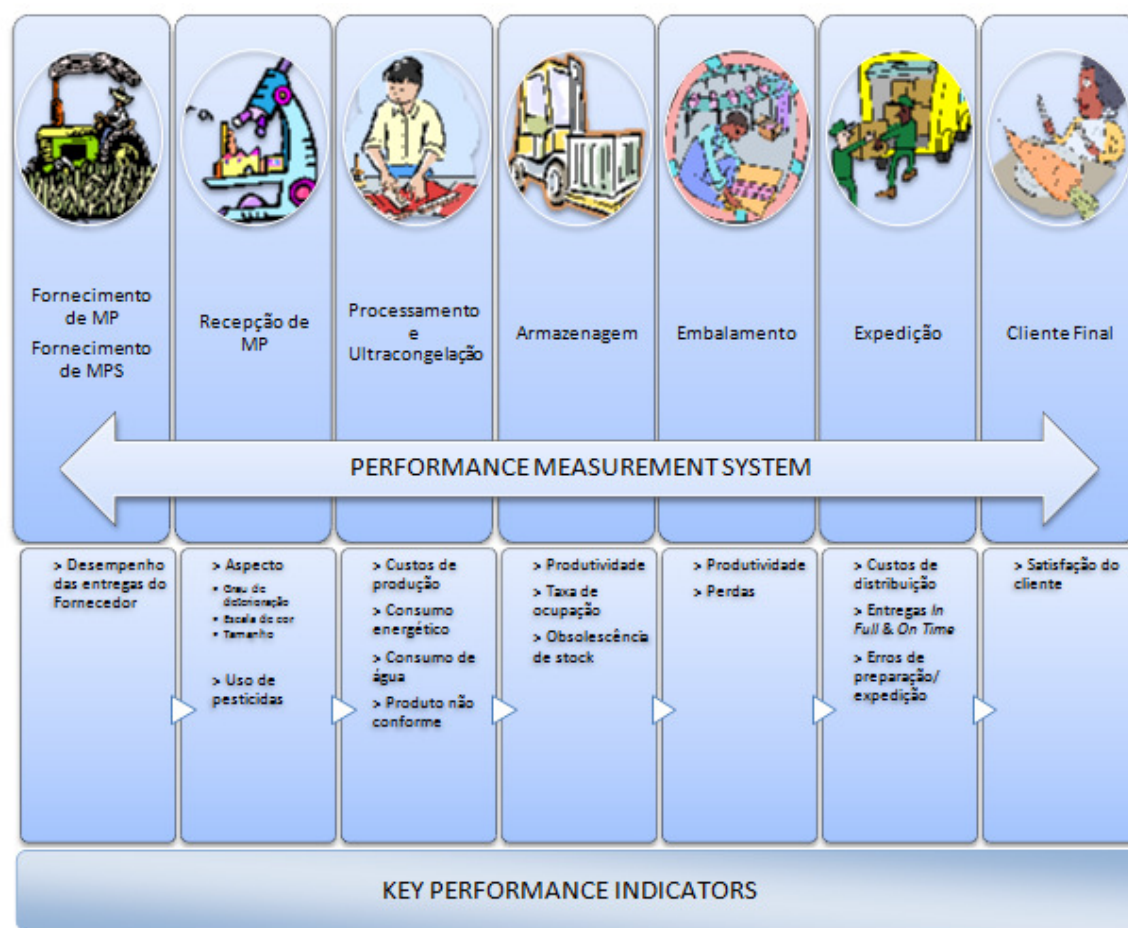 Fornecimento
de MP
Fornecimento
de MPS
Recepção de
MP
Processamento
e
Ultracongelação
Armazenagem
Embalamento
Expedição
Cliente Final
PERFORMANCE MEASUREMENT SYSTEM
> Desempenho
das entregas do
Fornecedor
> Aspecto
• Grau de
deterioração
• Escala de cor
• Tamanho
> Uso de
pesticidas
> Custos de
produção
> Consumo
energético
> Consumo de
água
> Produto não
conforme
> Produtividade
> Taxa de
ocupação
> Obsolescência
de stock
> Produtividade
> Perdas
> Custos de
distribuição
> Entregas In
Full & On Time
> Erros de
preparação/
expedição
> Satisfação do
cliente
KEY PERFORMANCE INDICATORS